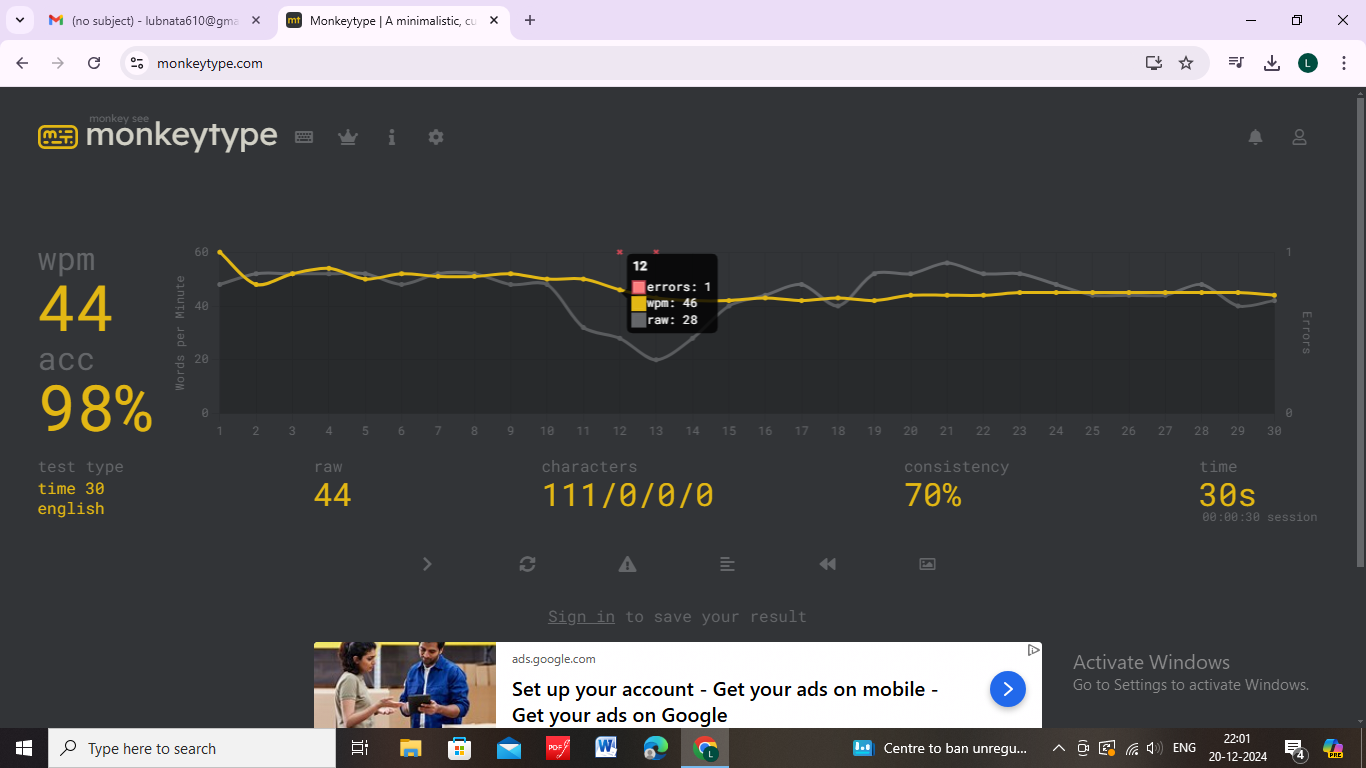 (no subject) - lubnata610@gma
Monkeytype | A minimalistic, cu
monkeytype.com
L
monkey see
monkeytype
wpm
44
acc
98%
Words per Minute
60
40
20
0
12
errors: 1
wpm: 46
raw: 28
1
0
Errors
1 2 3 4 5 6 7 8 9 10 11 12 13 14 15 16 17 18 19 20 21 22 23 24 25 26 27 28 29 30
test type
time 30
english
raw
44
characters
111/0/0/0
consistency
70%
time
30s
00:00:30 session
Sign in to save your result
ads.google.com
Set up your account - Get your ads on mobile -
Get your ads on Google
Activate Windows
Go to Settings to activate Windows.
Type here to search
Centre to ban unregu...
ENG
22:01
20-12-2024
4